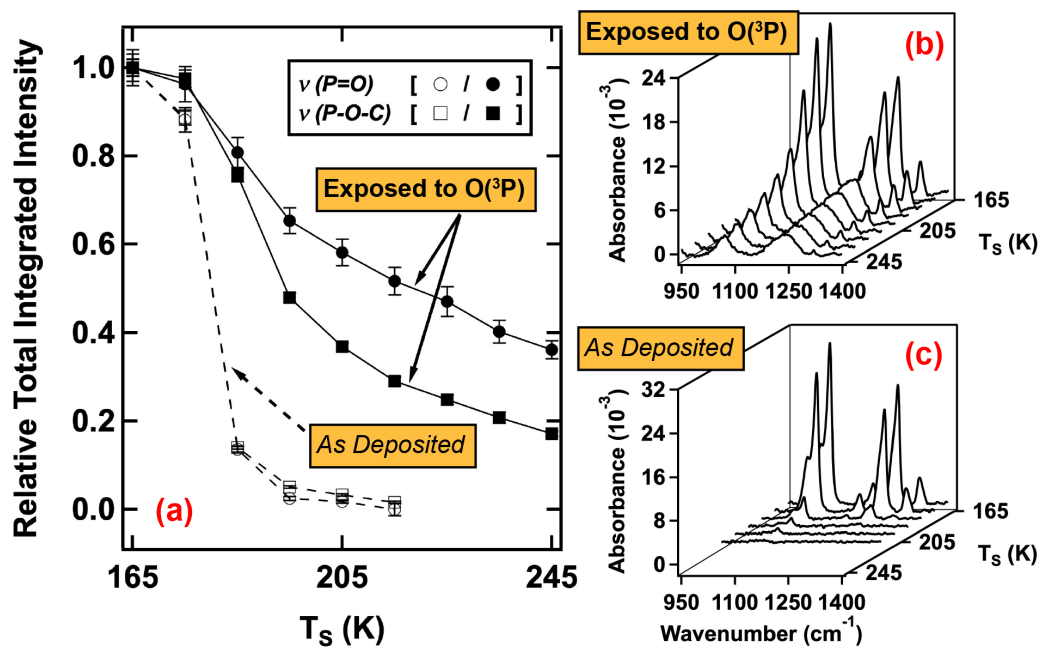 (a)
Relative Total Integrated Intensity
1.0
0.8
0.6
0.4
0.2
0.0
ν (P=O) [ ○ / ● ]
ν (P-O-C) [ □ / ■ ]
Exposed to O(³P)
As Deposited
165
205
245
T_S (K)
Exposed to O(³P)
(b)
Absorbance (10⁻³)
24
18
12
6
0
950
1100
1250
1400
165
205
245
T_S (K)
As Deposited
(c)
Absorbance (10⁻³)
32
24
16
8
0
950
1100
1250
1400
165
205
245
T_S (K)
Wavenumber (cm⁻¹)